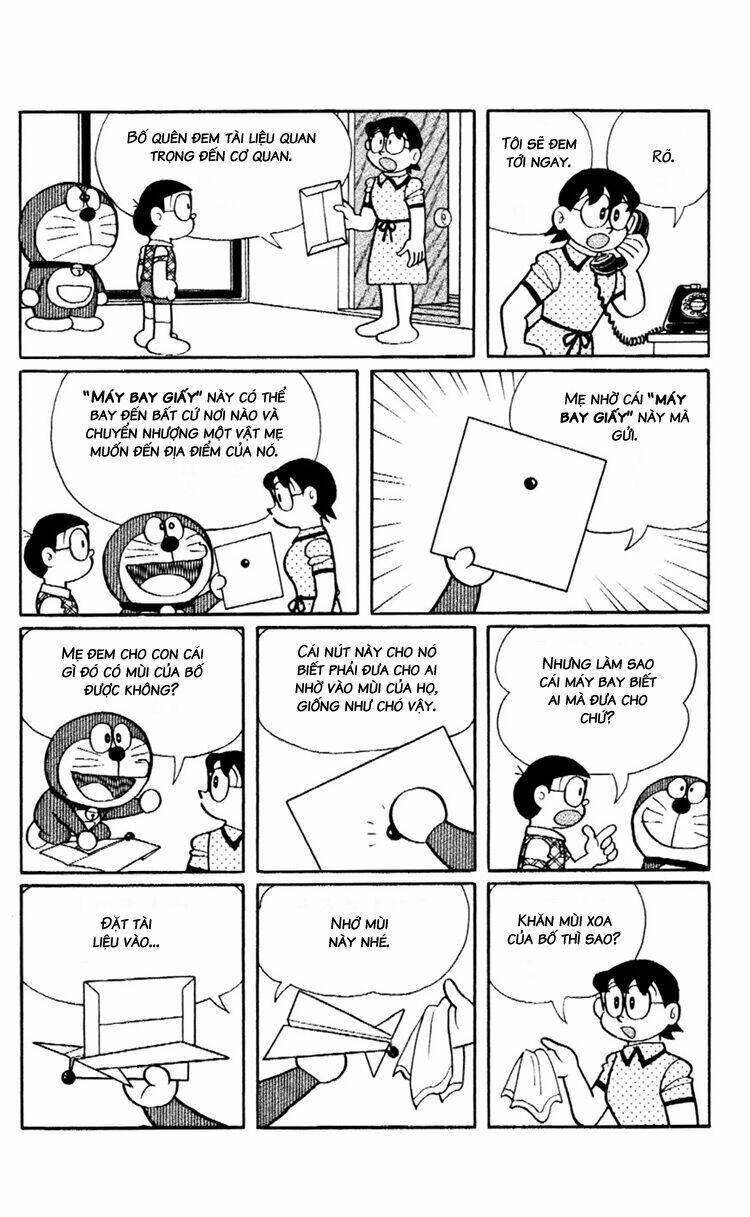 RÕ.
TÔI SẼ ĐEM
TỚI NGAY.
BỐ QUÊN ĐEM TÀI LIỆU QUAN
TRỌNG ĐẾN CƠ QUAN.
MẸ NHỜ CÁI "MÁY
BAY GIẤY" NÀY MÀ
GỬI.
"MÁY BAY GIẤY" NÀY CÓ THỂ
BAY ĐẾN BẤT CỨ NƠI NÀO VÀ
CHUYỂN NHƯỢNG MỘT VẬT MẸ
MUỐN ĐẾN ĐỊA ĐIỂM CỦA NÓ.
NHƯNG LÀM SAO
CÁI MÁY BAY BIẾT
AI MÀ ĐƯA CHO
CHỨ?
CÁI NÚT NÀY CHO NÓ
BIẾT PHẢI ĐƯA CHO AI
NHỜ VÀO MÙI CỦA HỌ,
GIỐNG NHƯ CHÓ VẬY.
MẸ ĐEM CHO CON CÁI
GÌ ĐÓ CÓ MÙI CỦA BỐ
ĐƯỢC KHÔNG?
KHĂN MÙI XOA
CỦA BỐ THÌ SAO?
NHỚ MÙI
NÀY NHÉ.
ĐẶT TÀI
LIỆU VÀO...